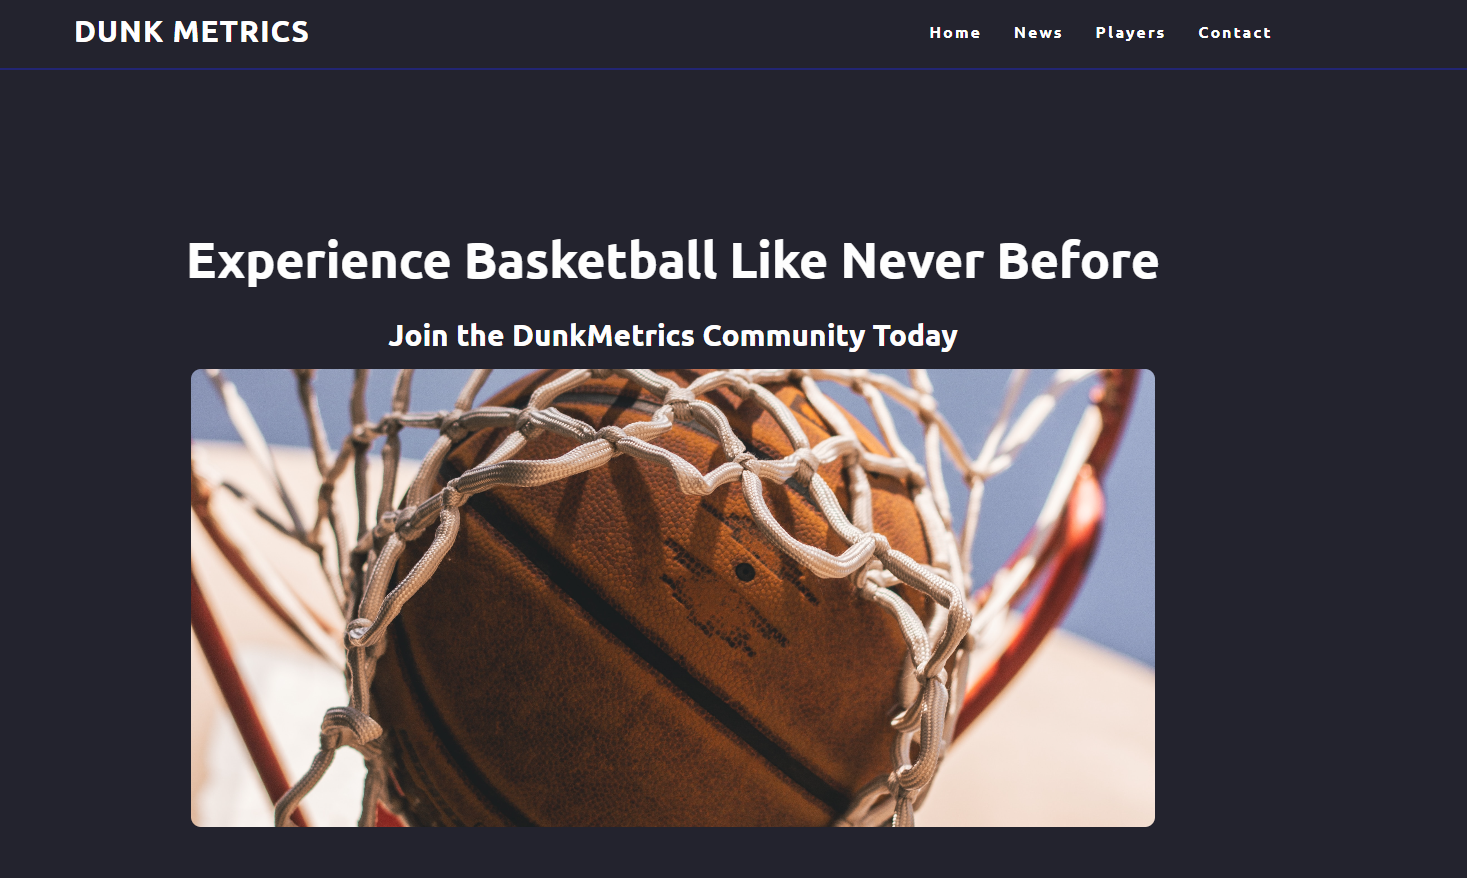 DUNK METRICS
Home News Players Contact
Experience Basketball Like Never Before
Join the DunkMetrics Community Today